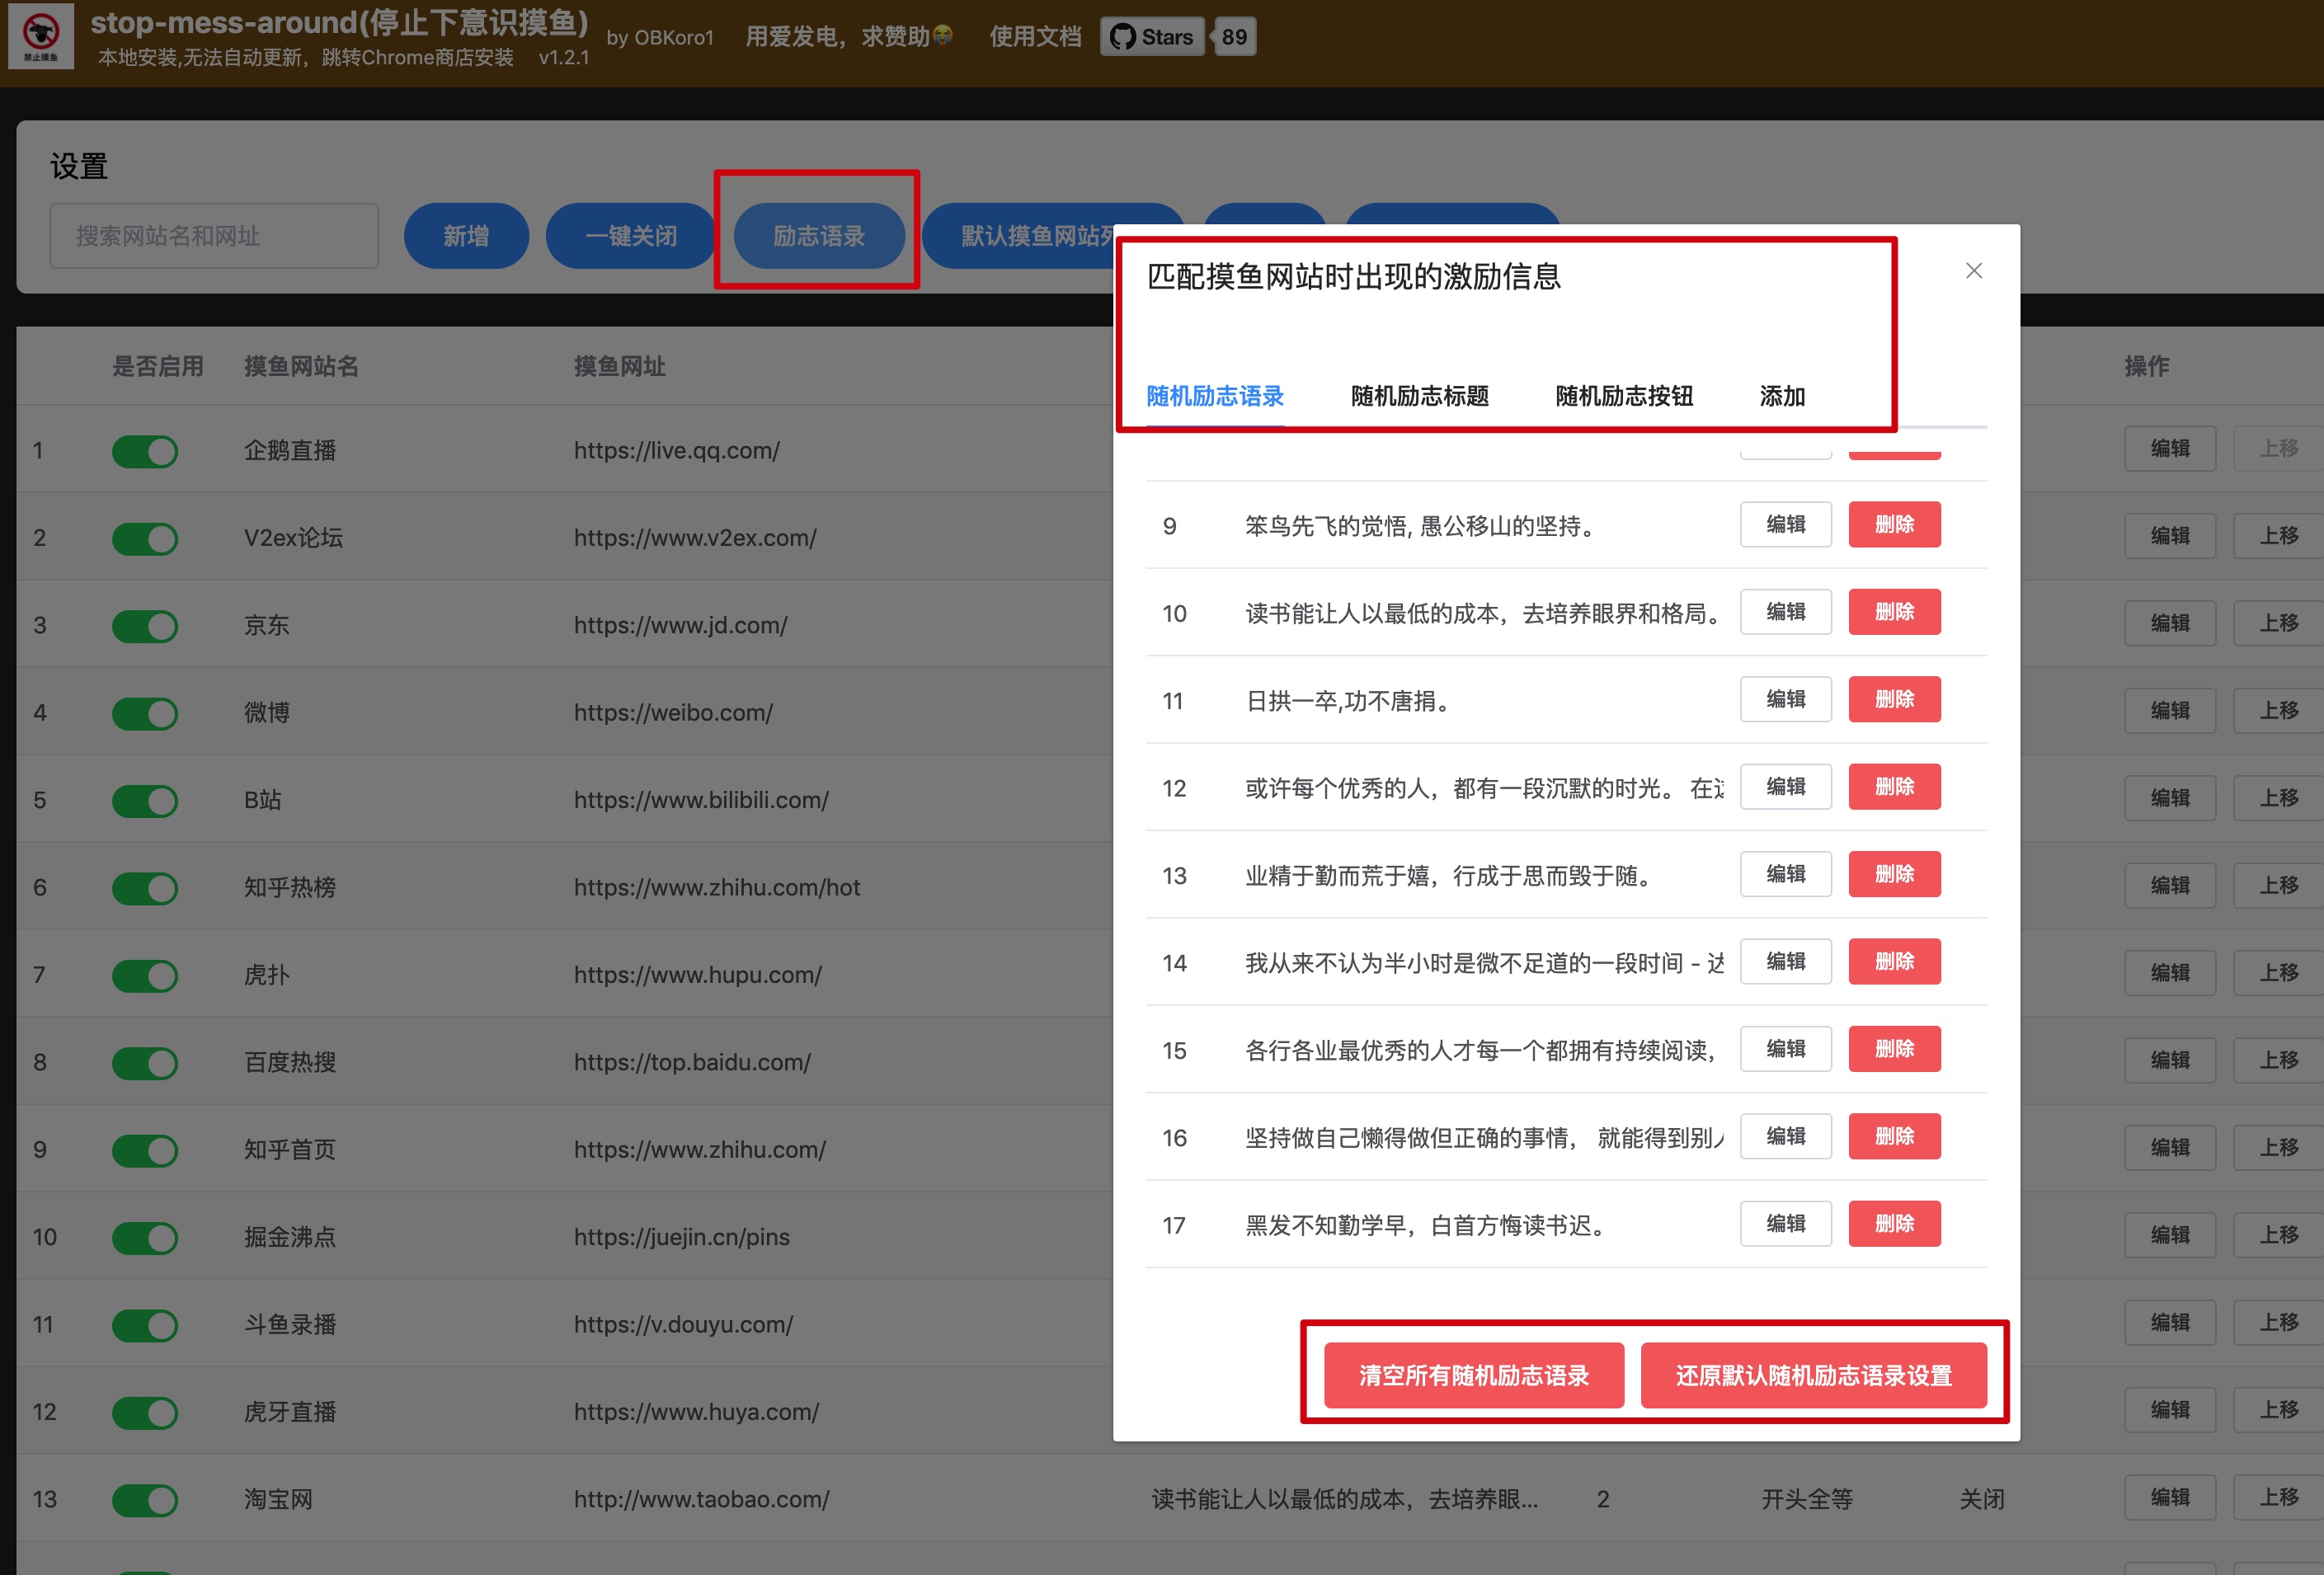 stop-mess-around(停止下意识摸鱼) by OBKoro1 用爱发电，求赞助😭 使用文档 Stars 89
禁止摸鱼
本地安装,无法自动更新，跳转Chrome商店安装 v1.2.1
设置
搜索网站名和网址 新增 一键关闭 励志语录 默认摸鱼网站
是否启用 摸鱼网站名 摸鱼网址 操作
1 企鹅直播 https://live.qq.com/ 编辑 上移
2 V2ex论坛 https://www.v2ex.com/ 编辑 上移
3 京东 https://www.jd.com/ 编辑 上移
4 微博 https://weibo.com/ 编辑 上移
5 B站 https://www.bilibili.com/ 编辑 上移
6 知乎热榜 https://www.zhihu.com/hot 编辑 上移
7 虎扑 https://www.hupu.com/ 编辑 上移
8 百度热搜 https://top.baidu.com/ 编辑 上移
9 知乎首页 https://www.zhihu.com/ 编辑 上移
10 掘金沸点 https://juejin.cn/pins 编辑 上移
11 斗鱼录播 https://v.douyu.com/ 编辑 上移
12 虎牙直播 https://www.huya.com/ 编辑 上移
13 淘宝网 http://www.taobao.com/ 读书能让人以最低的成本，去培养眼... 2 开头全等 关闭 编辑 上移
匹配摸鱼网站时出现的激励信息
随机励志语录 随机励志标题 随机励志按钮 添加
9 笨鸟先飞的觉悟, 愚公移山的坚持。 编辑 删除
10 读书能让人以最低的成本，去培养眼界和格局。 编辑 删除
11 日拱一卒,功不唐捐。 编辑 删除
12 或许每个优秀的人，都有一段沉默的时光。 在 编辑 删除
13 业精于勤而荒于嬉，行成于思而毁于随。 编辑 删除
14 我从来不认为半小时是微不足道的一段时间 - 编辑 删除
15 各行各业最优秀的人才每一个都拥有持续阅读， 编辑 删除
16 坚持做自己懒得做但正确的事情， 就能得到别 编辑 删除
17 黑发不知勤学早，白首方悔读书迟。 编辑 删除
清空所有随机励志语录 还原默认随机励志语录设置